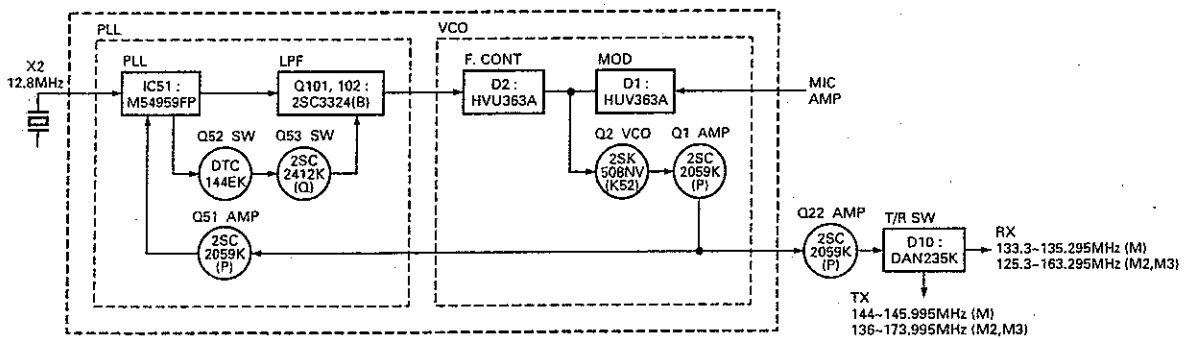 PLL
VCO
X2
12.8MHz
PLL
IC51 :
M54959FP
LPF
Q101, 102 :
2SC3324(B)
F. CONT
D2 :
HVU363A
MOD
D1 :
HUV363A
MIC
AMP
Q52 SW
DTC
144EK
Q53 SW
2SC
2412K
(Q)
Q2 VCO
2SK
508NV
(K52)
Q1 AMP
2SC
2059K
(P)
Q51 AMP
2SC
2059K
(P)
Q22 AMP
2SC
2059K
(P)
T/R SW
D10 :
DAN235K
RX
133.3~135.295MHz (M)
125.3~163.295MHz (M2,M3)
TX
144~145.995MHz (M)
136~173.995MHz (M2,M3)